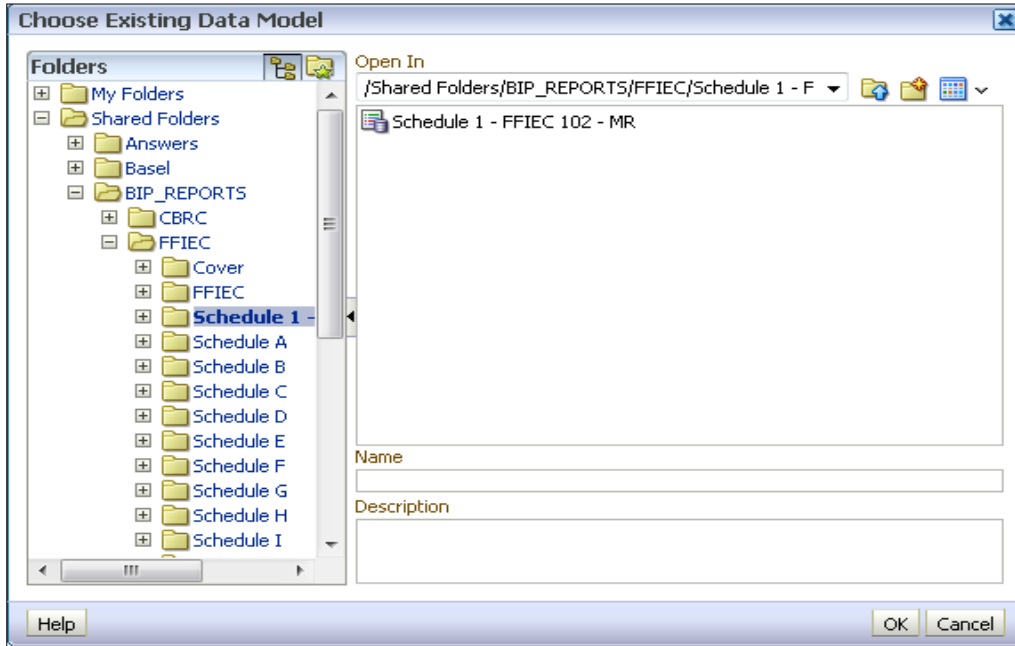 Choose Existing Data Model
Folders
My Folders
Shared Folders
Answers
Basel
BIP_REPORTS
CBRC
FFIEC
Cover
FFIEC
Schedule 1 -
Schedule A
Schedule B
Schedule C
Schedule D
Schedule E
Schedule F
Schedule G
Schedule H
Schedule I
Open In
/Shared Folders/BIP_REPORTS/FFIEC/Schedule 1 - F
Schedule 1 - FFIEC 102 - MR
Name
Description
Help
OK
Cancel